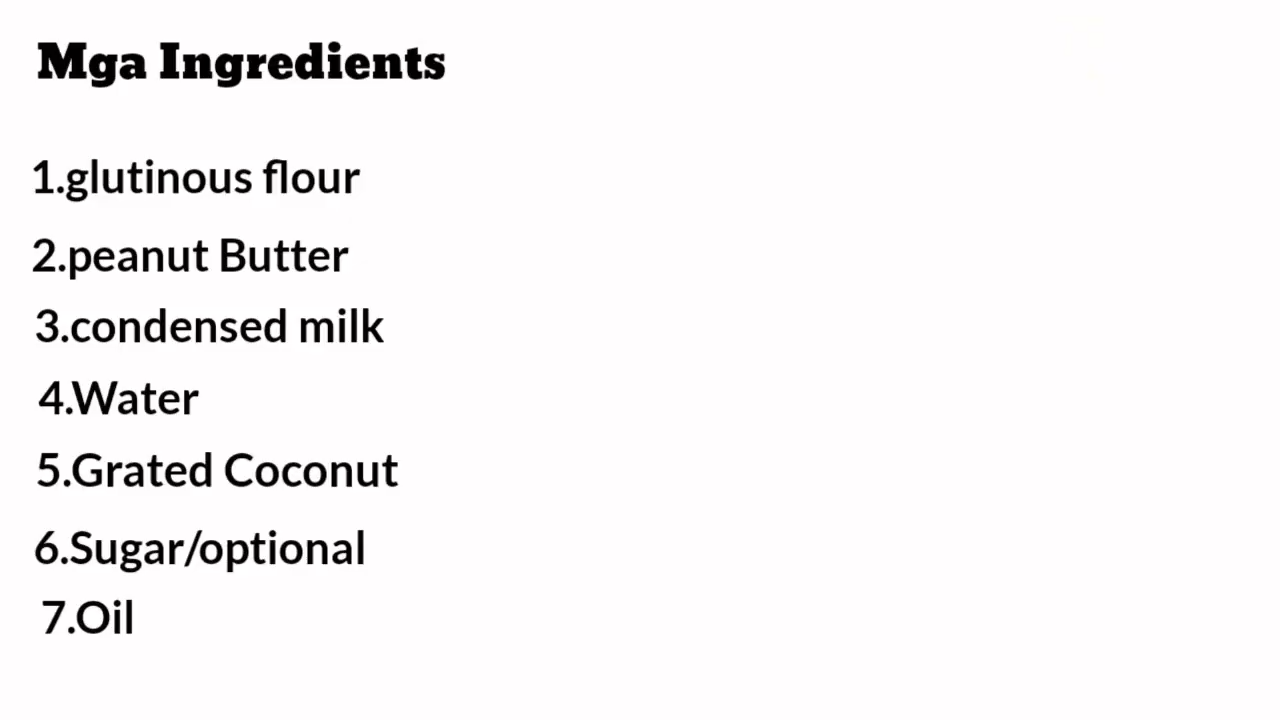 Mga Ingredients
1.glutinous flour
2.peanut Butter
3.condensed milk
4.Water
5.Grated Coconut
6.Sugar/optional
7.Oil